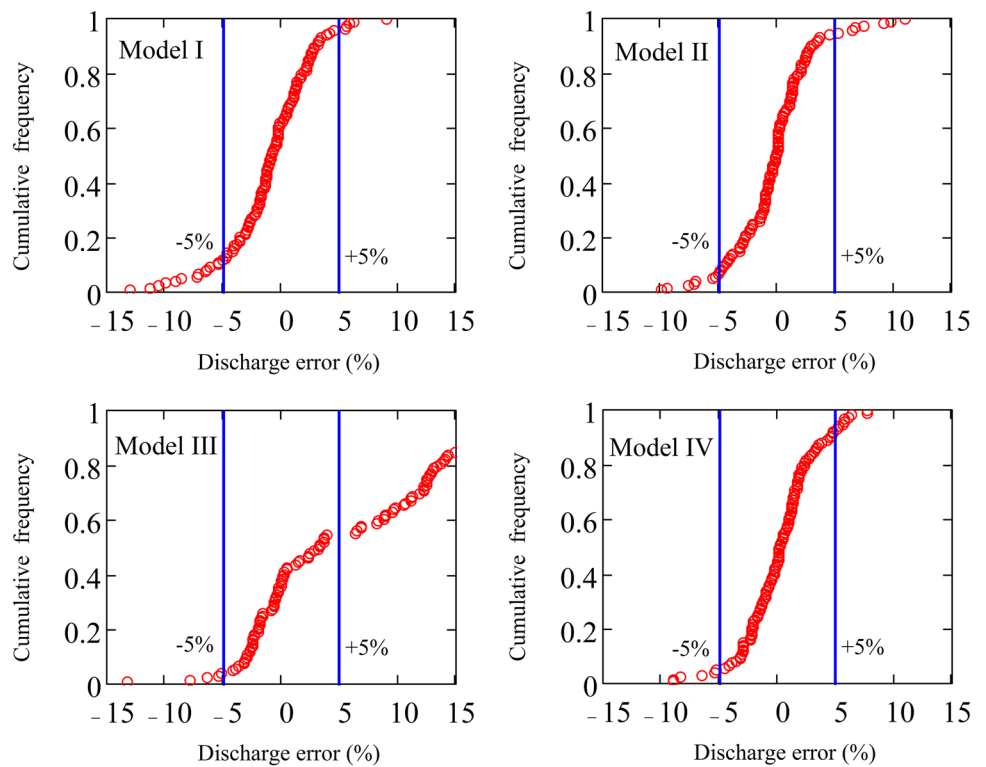 Model I
Cumulative frequency
1
0.8
0.6
0.4
0.2
0
-5%
+5%
– 15 – 10 – 5 0 5 10 15
Discharge error (%)
Model II
Cumulative frequency
1
0.8
0.6
0.4
0.2
0
-5%
+5%
– 15 – 10 – 5 0 5 10 15
Discharge error (%)
Model III
Cumulative frequency
1
0.8
0.6
0.4
0.2
0
-5%
+5%
– 15 – 10 – 5 0 5 10 15
Discharge error (%)
Model IV
Cumulative frequency
1
0.8
0.6
0.4
0.2
0
-5%
+5%
– 15 – 10 – 5 0 5 10 15
Discharge error (%)